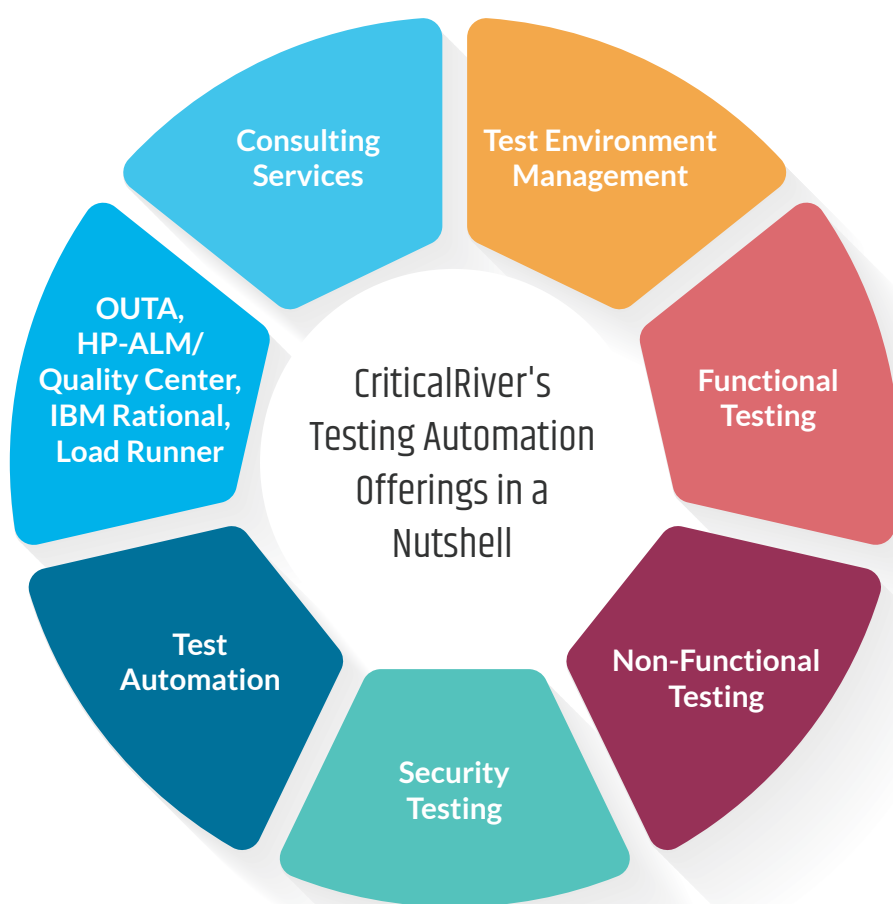 Consulting
Services
Test Environment
Management
OUTA,
HP-ALM/
Quality Center,
IBM Rational,
Load Runner
Functional
Testing
CriticalRiver's
Testing Automation
Offerings in a
Nutshell
Test
Automation
Non-Functional
Testing
Security
Testing